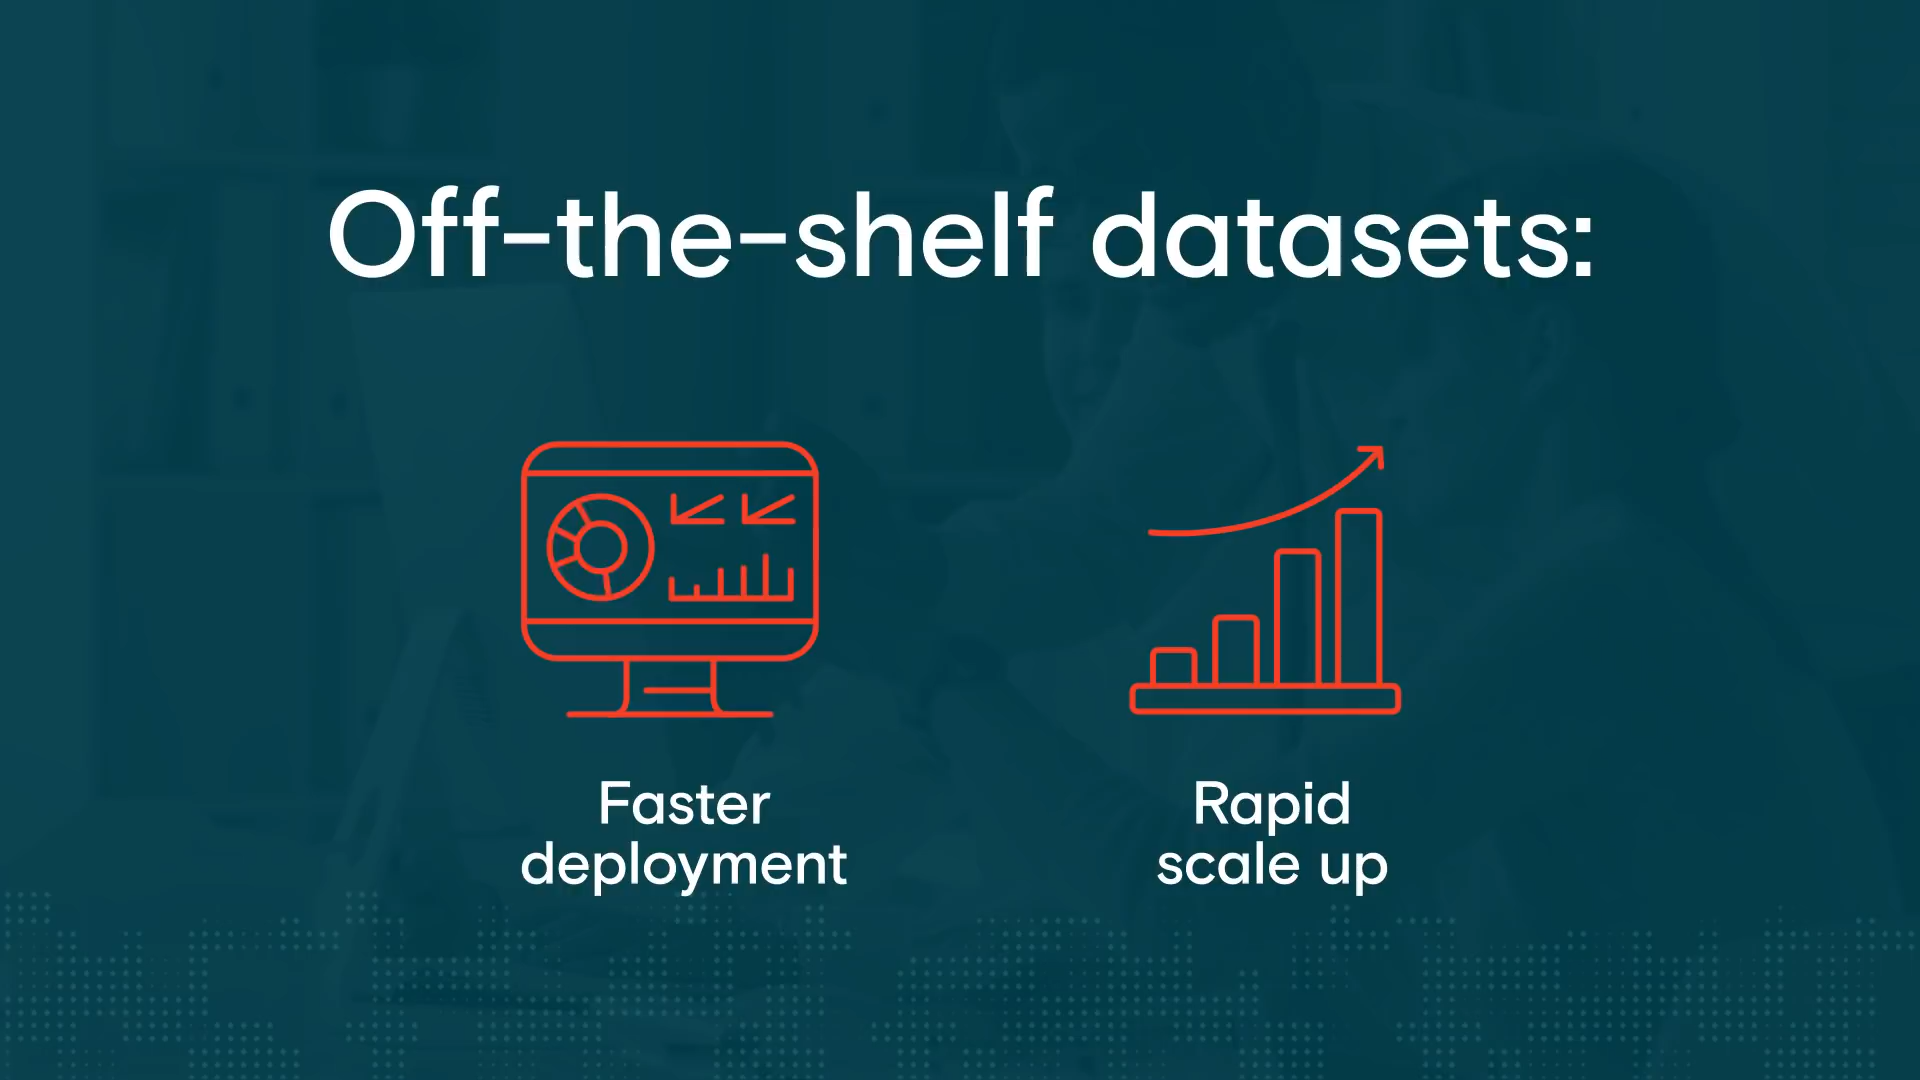 Off-the-shelf datasets:
Faster
deployment
Rapid
scale up